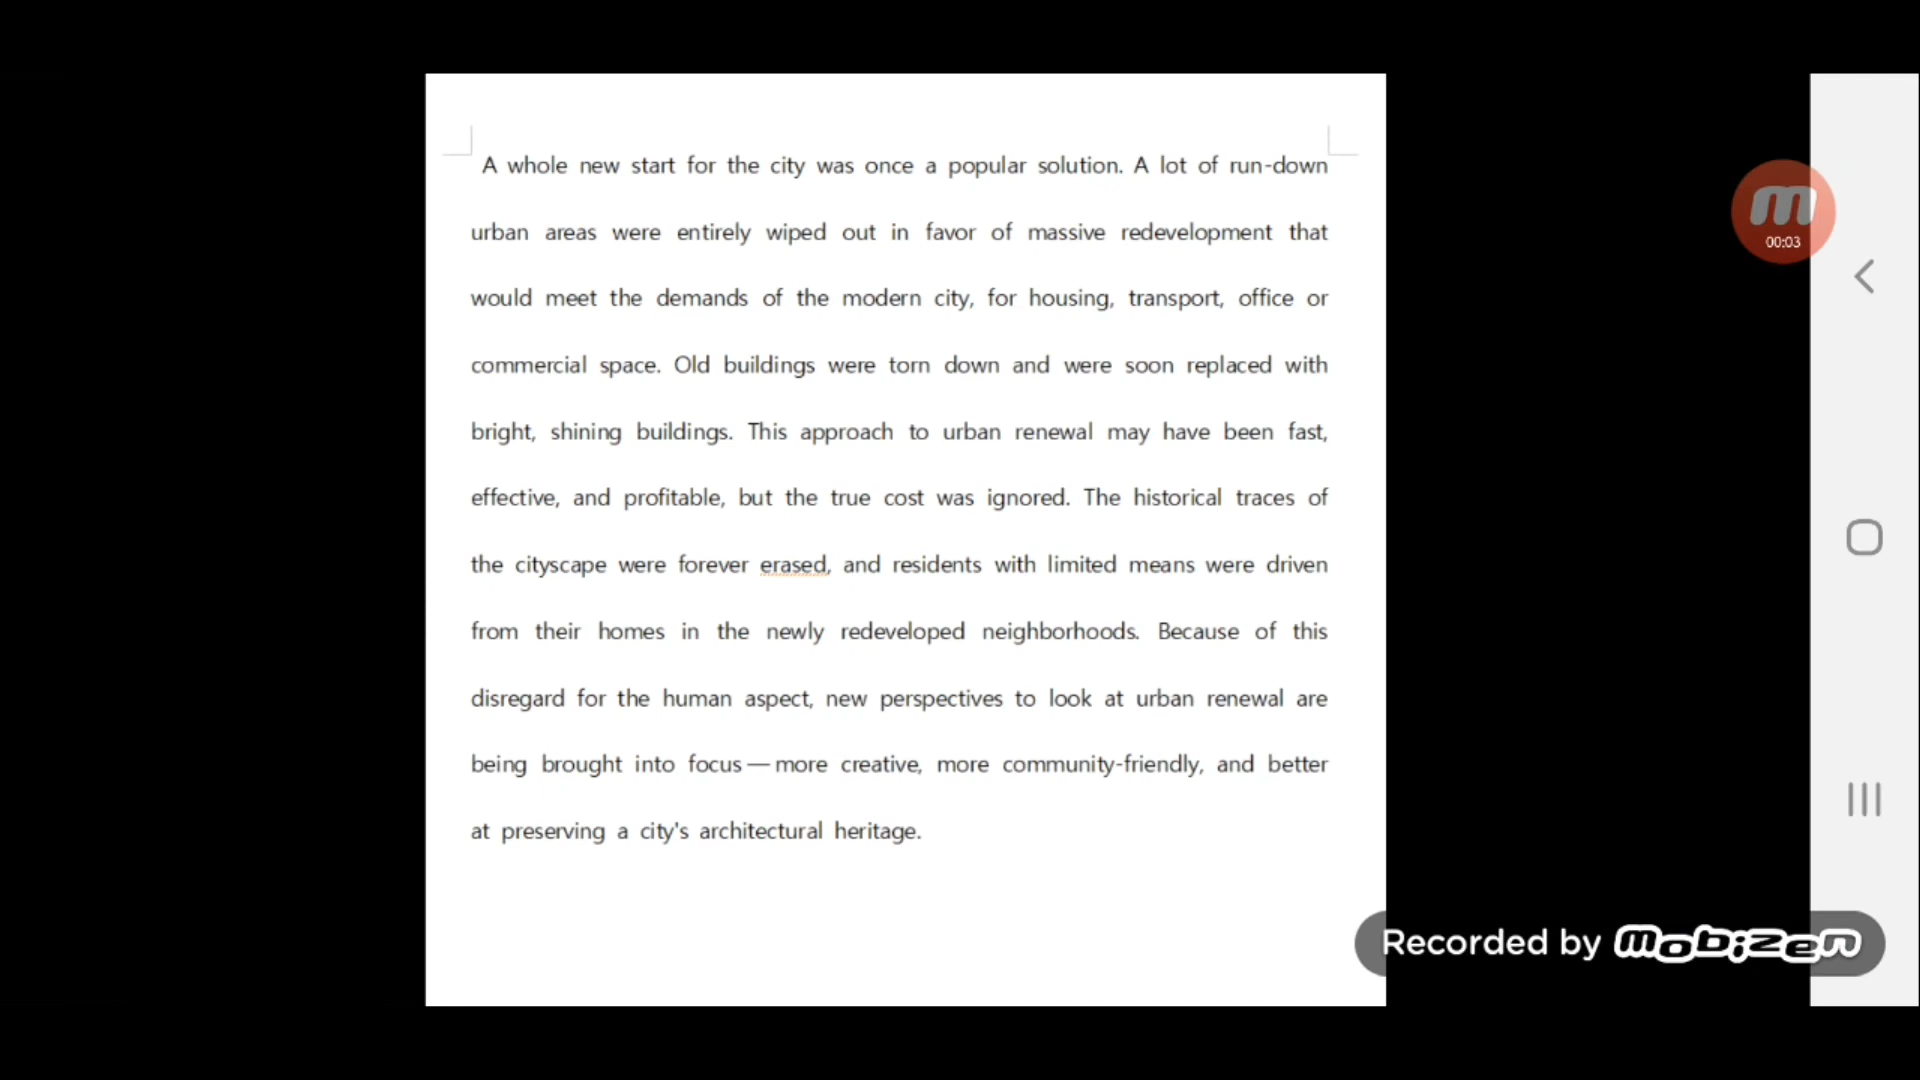 A whole new start for the city was once a popular solution. A lot of run-down
urban areas were entirely wiped out in favor of massive redevelopment that
would meet the demands of the modern city, for housing, transport, office or
commercial space. Old buildings were torn down and were soon replaced with
bright, shining buildings. This approach to urban renewal may have been fast,
effective, and profitable, but the true cost was ignored. The historical traces of
the cityscape were forever erased, and residents with limited means were driven
from their homes in the newly redeveloped neighborhoods. Because of this
disregard for the human aspect, new perspectives to look at urban renewal are
being brought into focus—more creative, more community-friendly, and better
at preserving a city's architectural heritage.
m
00:03
Recorded by mobizen